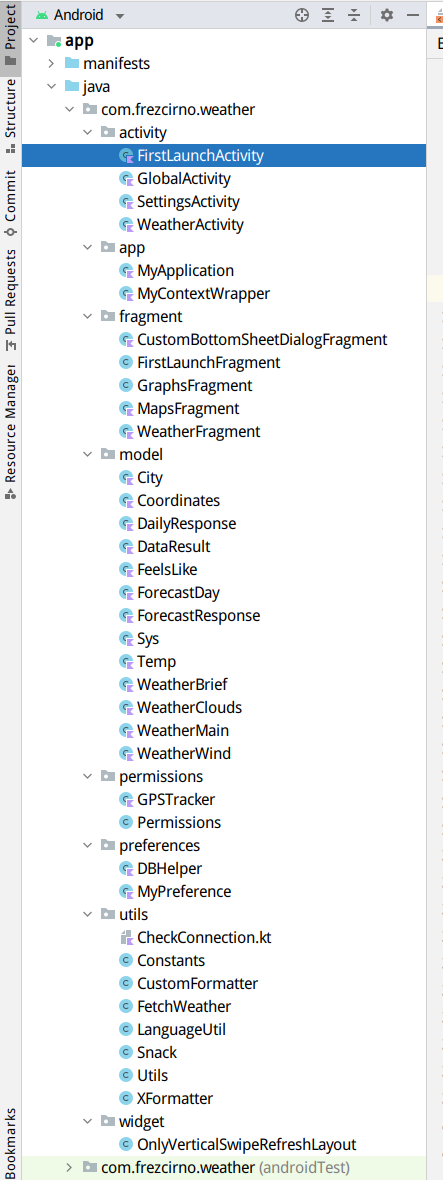 Project
Structure
Commit
Pull Requests
Resource Manager
Bookmarks
Android
app
manifests
java
com.frezcirno.weather
activity
FirstLaunchActivity
GlobalActivity
SettingsActivity
WeatherActivity
app
MyApplication
MyContextWrapper
fragment
CustomBottomSheetDialogFragment
FirstLaunchFragment
GraphsFragment
MapsFragment
WeatherFragment
model
City
Coordinates
DailyResponse
DataResult
FeelsLike
ForecastDay
ForecastResponse
Sys
Temp
WeatherBrief
WeatherClouds
WeatherMain
WeatherWind
permissions
GPSTracker
Permissions
preferences
DBHelper
MyPreference
utils
CheckConnection.kt
Constants
CustomFormatter
FetchWeather
LanguageUtil
Snack
Utils
XFormatter
widget
OnlyVerticalSwipeRefreshLayout
com.frezcirno.weather (androidTest)